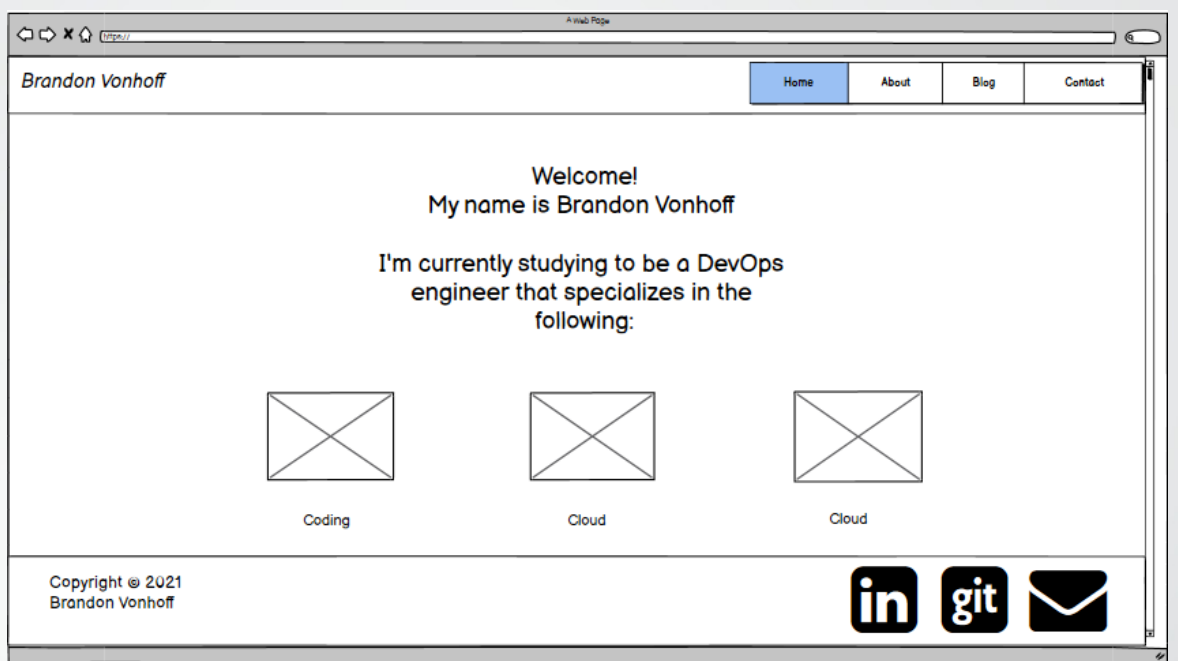 A Web Page
https://
Brandon Vonhoff
Home About Blog Contact
Welcome!
My name is Brandon Vonhoff
I'm currently studying to be a DevOps
engineer that specializes in the
following:
Coding Cloud Cloud
Copyright © 2021
Brandon Vonhoff
in git